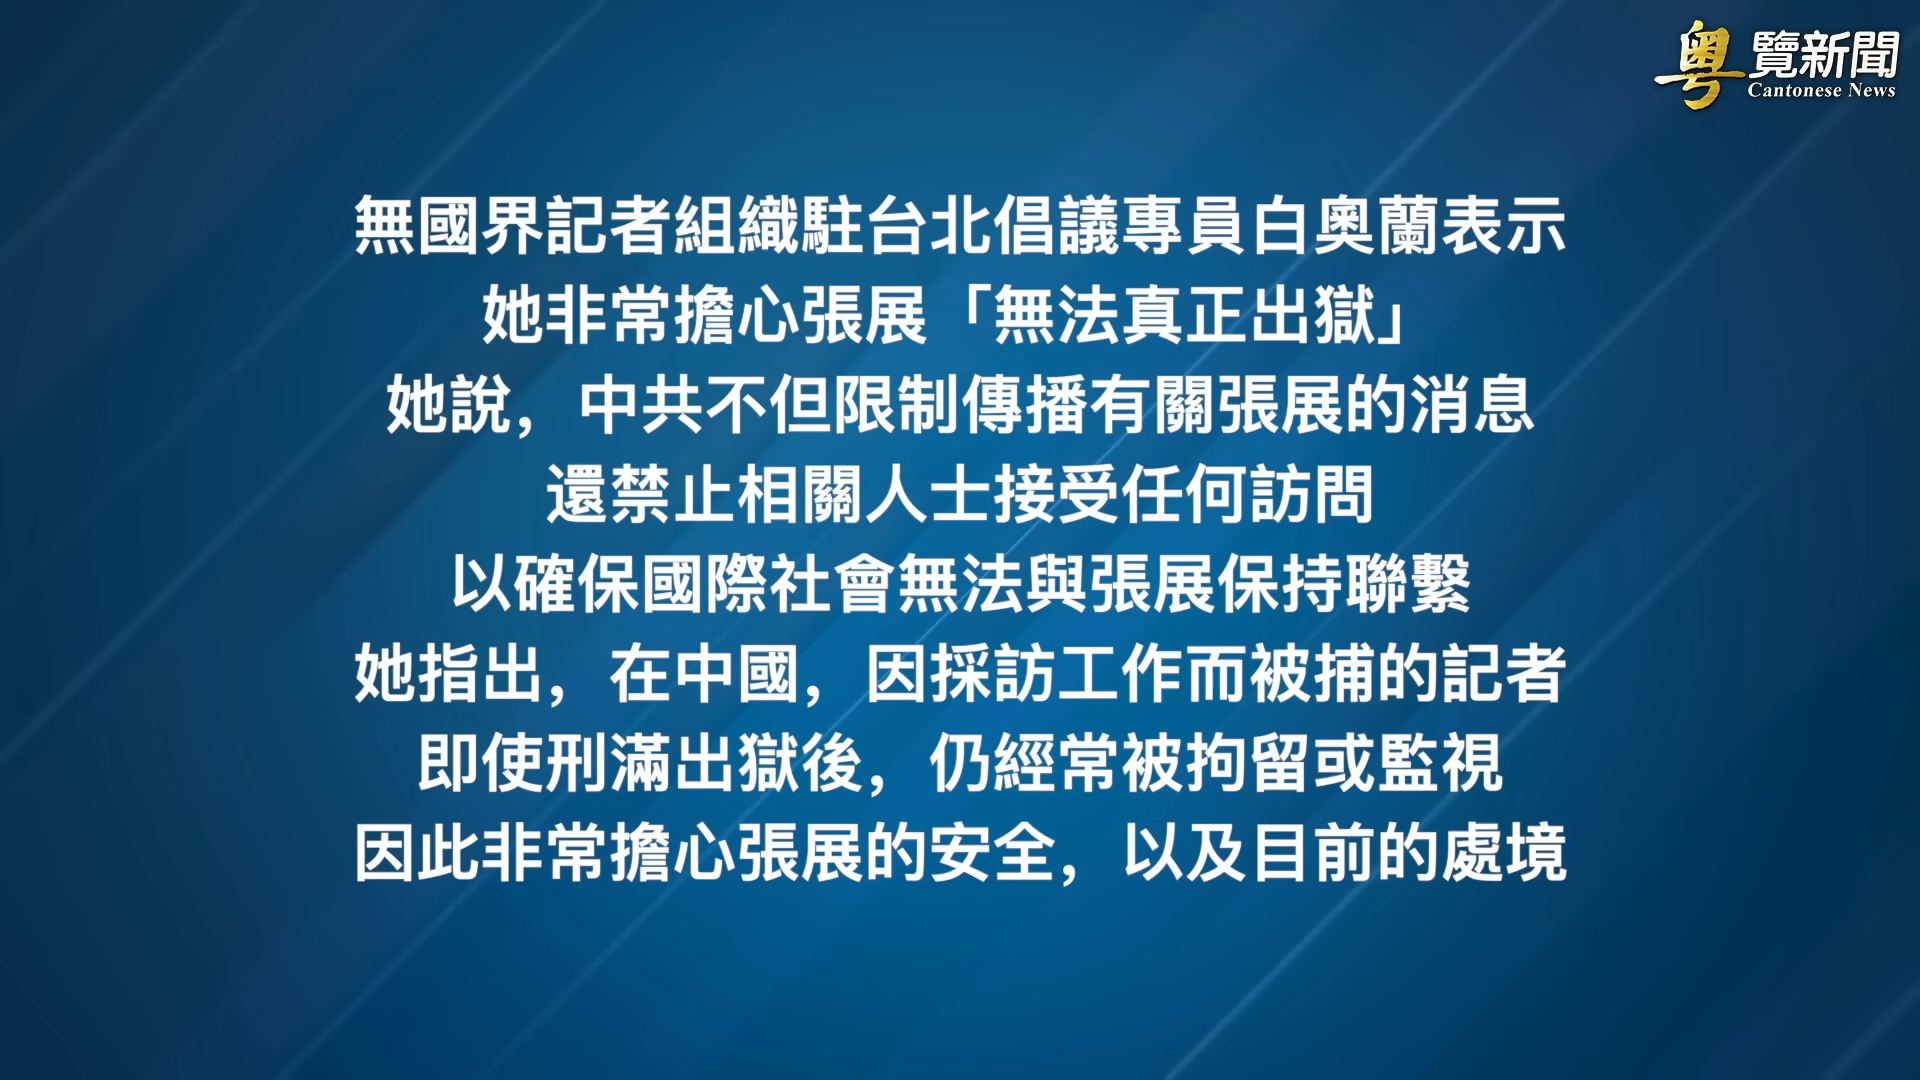 粵覽新聞
Cantonese News
無國界記者組織駐台北倡議專員白奧蘭表示
她非常擔心張展「無法真正出獄」
她說，中共不但限制傳播有關張展的消息
還禁止相關人士接受任何訪問
以確保國際社會無法與張展保持聯繫
她指出，在中國，因採訪工作而被捕的記者
即使刑滿出獄後，仍經常被拘留或監視
因此非常擔心張展的安全，以及目前的處境